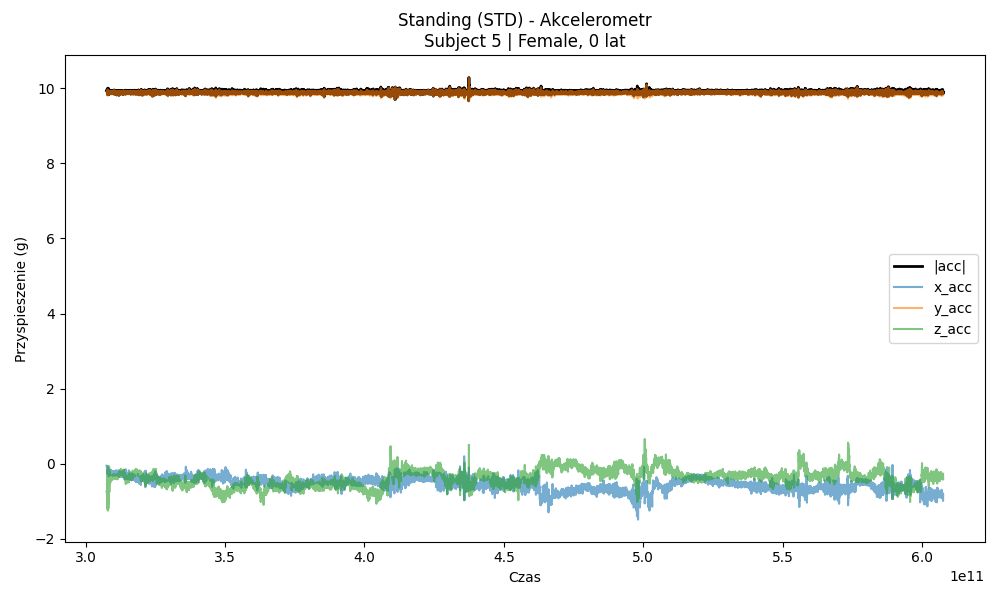 Standing (STD) - Akcelerometr
Subject 5 | Female, 0 lat
Przyspieszenie (g)
10
8
6
4
2
0
−2
|acc|
x_acc
y_acc
z_acc
3.0 3.5 4.0 4.5 5.0 5.5 6.0
1e11
Czas